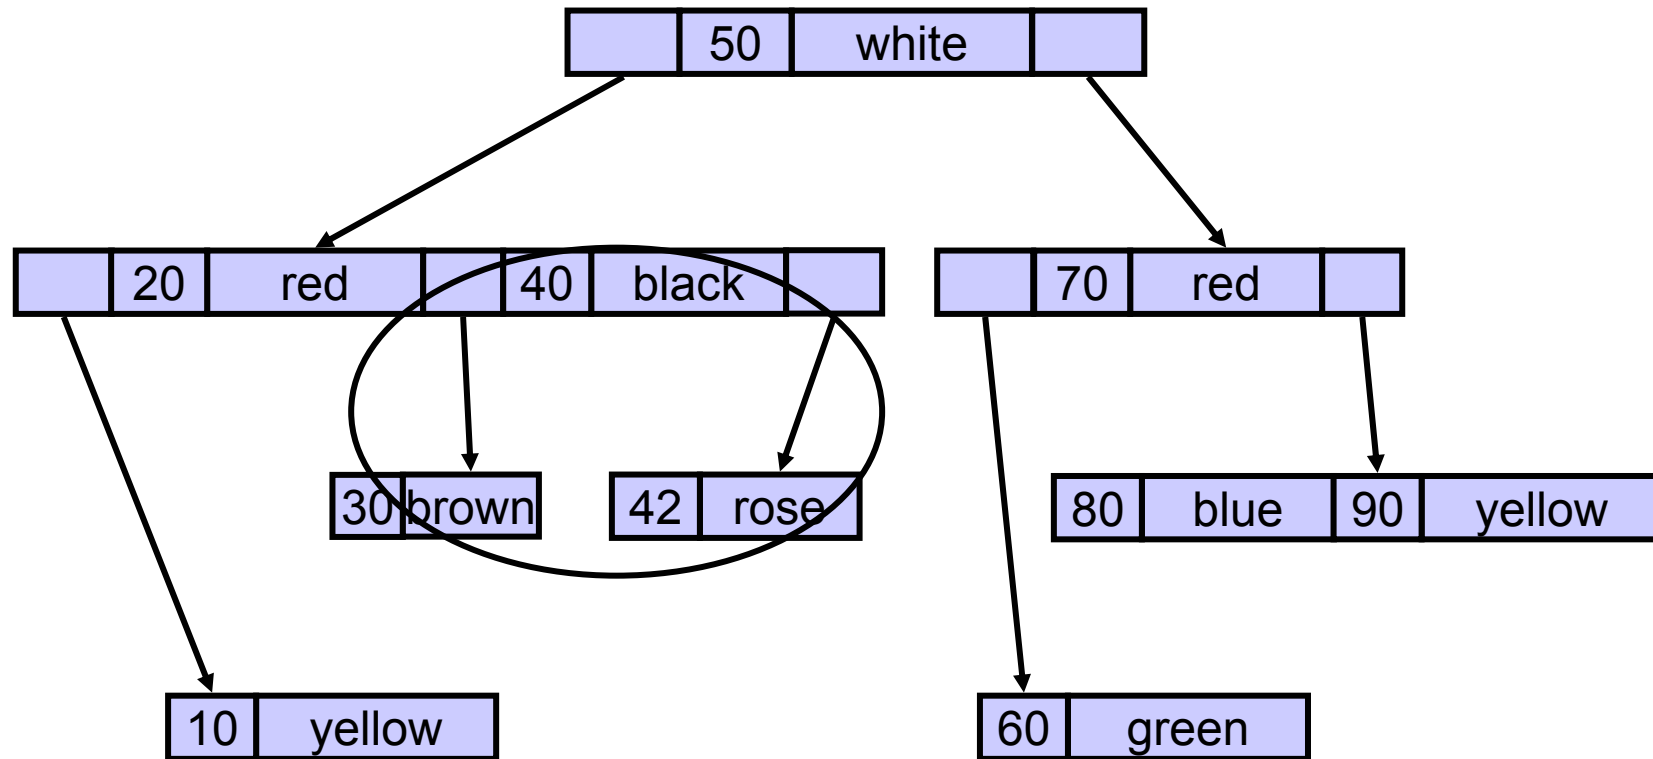 50 white
20 red 40 black
70 red
30 brown
42 rose
80 blue 90 yellow
10 yellow
60 green